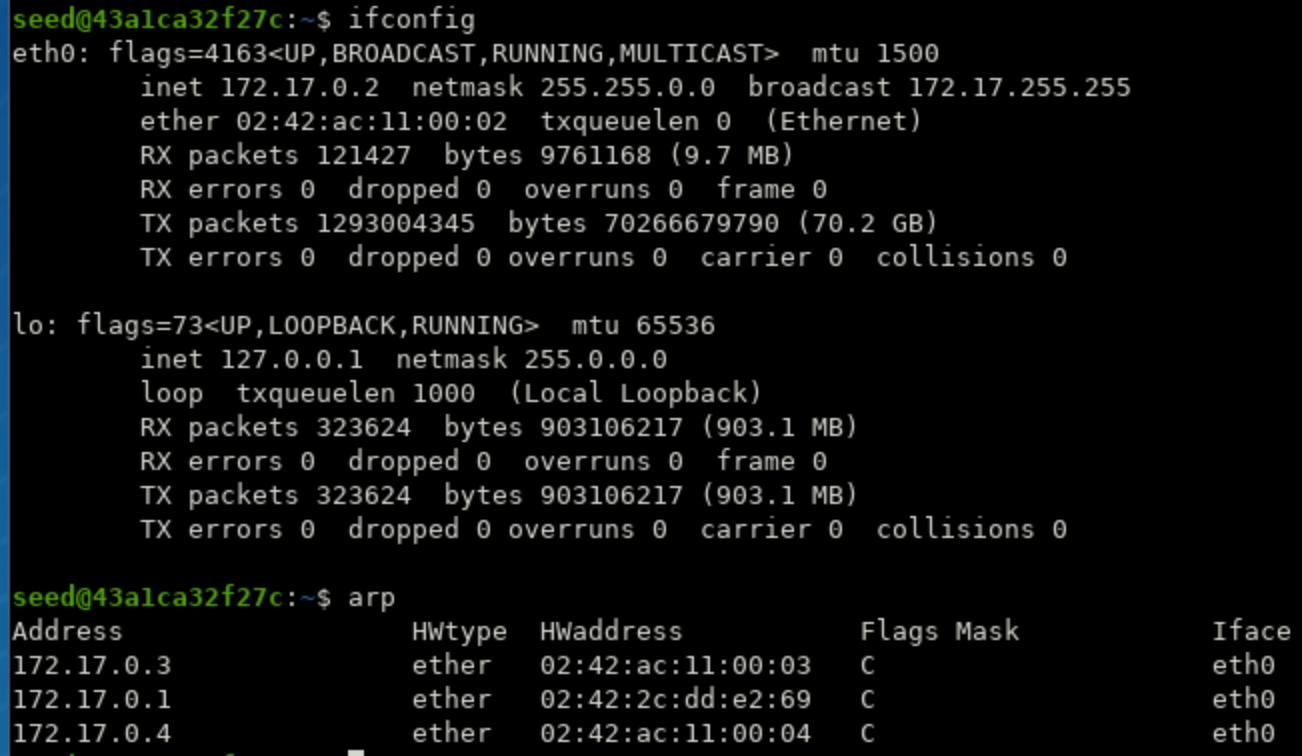 seed@43a1ca32f27c:~$ ifconfig
eth0: flags=4163<UP,BROADCAST,RUNNING,MULTICAST>  mtu 1500
        inet 172.17.0.2  netmask 255.255.0.0  broadcast 172.17.255.255
        ether 02:42:ac:11:00:02  txqueuelen 0  (Ethernet)
        RX packets 121427  bytes 9761168 (9.7 MB)
        RX errors 0  dropped 0  overruns 0  frame 0
        TX packets 1293004345  bytes 70266679790 (70.2 GB)
        TX errors 0  dropped 0 overruns 0  carrier 0  collisions 0

lo: flags=73<UP,LOOPBACK,RUNNING>  mtu 65536
        inet 127.0.0.1  netmask 255.0.0.0
        loop  txqueuelen 1000  (Local Loopback)
        RX packets 323624  bytes 903106217 (903.1 MB)
        RX errors 0  dropped 0  overruns 0  frame 0
        TX packets 323624  bytes 903106217 (903.1 MB)
        TX errors 0  dropped 0 overruns 0  carrier 0  collisions 0

seed@43a1ca32f27c:~$ arp
Address                  HWtype  HWaddress           Flags Mask            Iface
172.17.0.3               ether   02:42:ac:11:00:03   C                     eth0
172.17.0.1               ether   02:42:2c:dd:e2:69   C                     eth0
172.17.0.4               ether   02:42:ac:11:00:04   C                     eth0